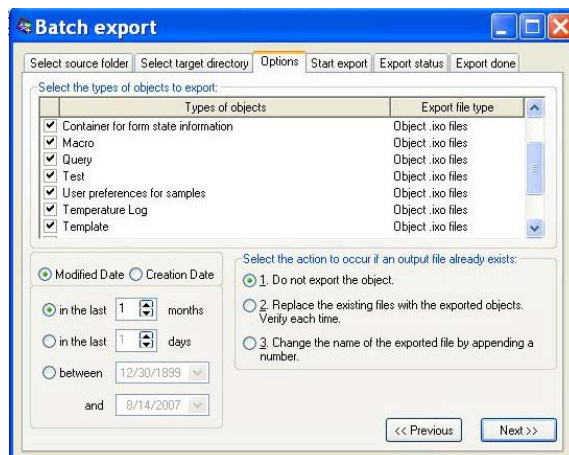 Batch export
Select source folder Select target directory Options Start export Export status Export done
Select the types of objects to export:
Types of objects Export file type
Container for form state information Object .ixo files
Macro Object .ixo files
Query Object .ixo files
Test Object .ixo files
User preferences for samples Object .ixo files
Temperature Log Object .ixo files
Template Object .ixo files
Modified Date Creation Date
in the last 1 months
in the last 1 days
between 12/30/1899
and 8/14/2007
Select the action to occur if an output file already exists:
1. Do not export the object.
2. Replace the existing files with the exported objects.
Verify each time.
3. Change the name of the exported file by appending a
number.
<< Previous Next >>